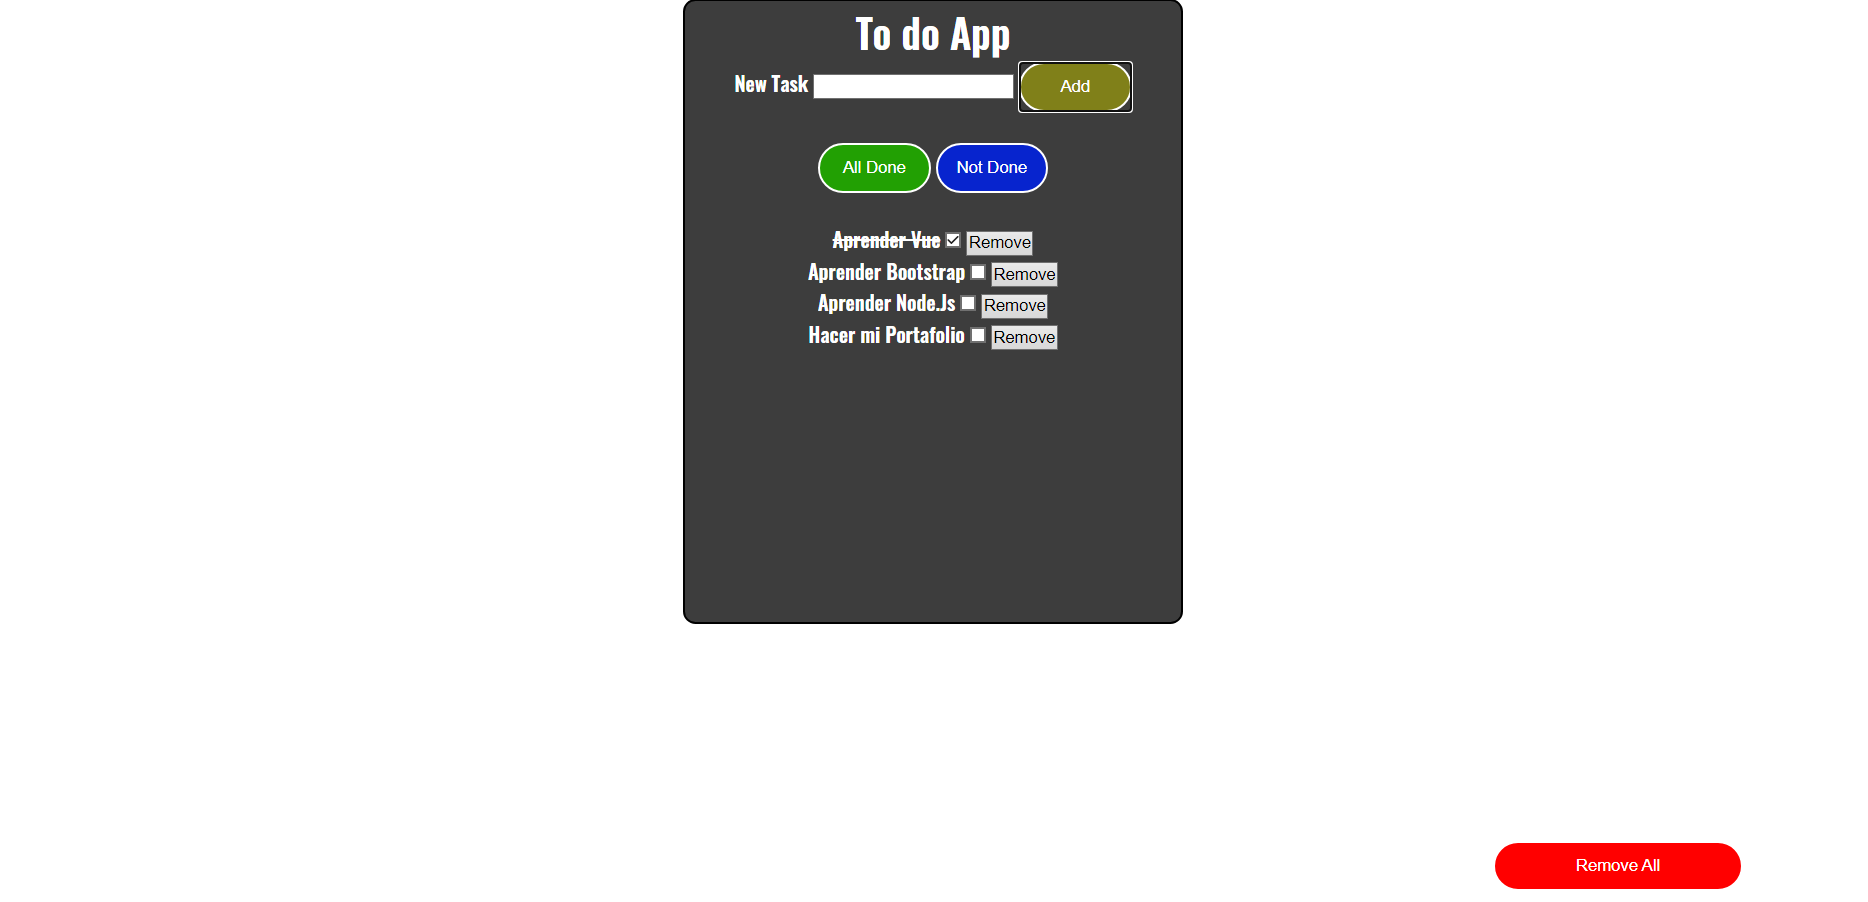 To do App
New Task Add
All Done Not Done
Aprender Vue Remove
Aprender Bootstrap Remove
Aprender Node.Js Remove
Hacer mi Portafolio Remove
Remove All